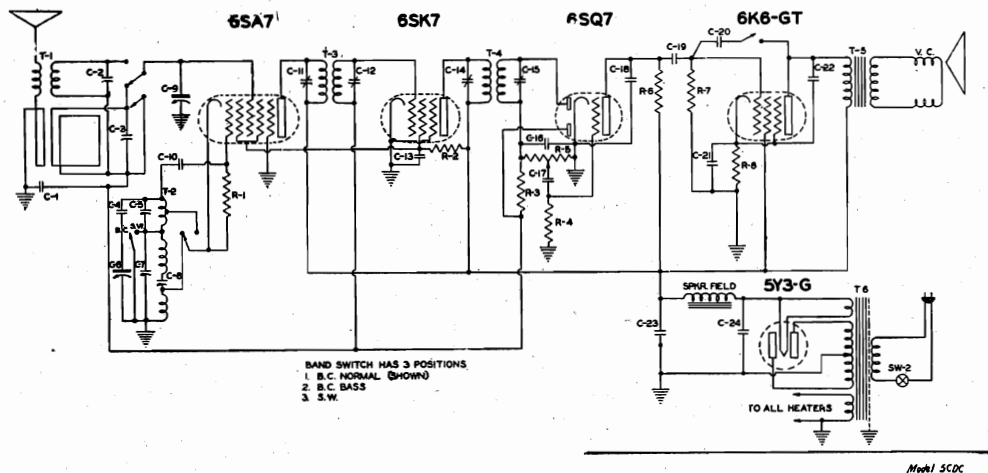 6SA7
6SK7
6SQ7
6K6-GT
T-1
C-2
C-9
C-11
T-3
C-12
C-14
T-4
C-15
C-18
C-19
C-20
C-22
T-5
V.C.
R-6
R-7
C-3
C-10
C-13
R-2
C-16
R-5
C-21
R-8
C-1
T-2
R-1
C-17
R-3
R-4
C-4
C-5
B.C.
S.W.
C-6
C-7
C-8
SPKR. FIELD
5Y3-G
T6
C-23
C-24
SW-2
BAND SWITCH HAS 3 POSITIONS
1. B.C. NORMAL (SHOWN)
2. B.C. BASS
3. S.W.
TO ALL HEATERS
Model 5CDC